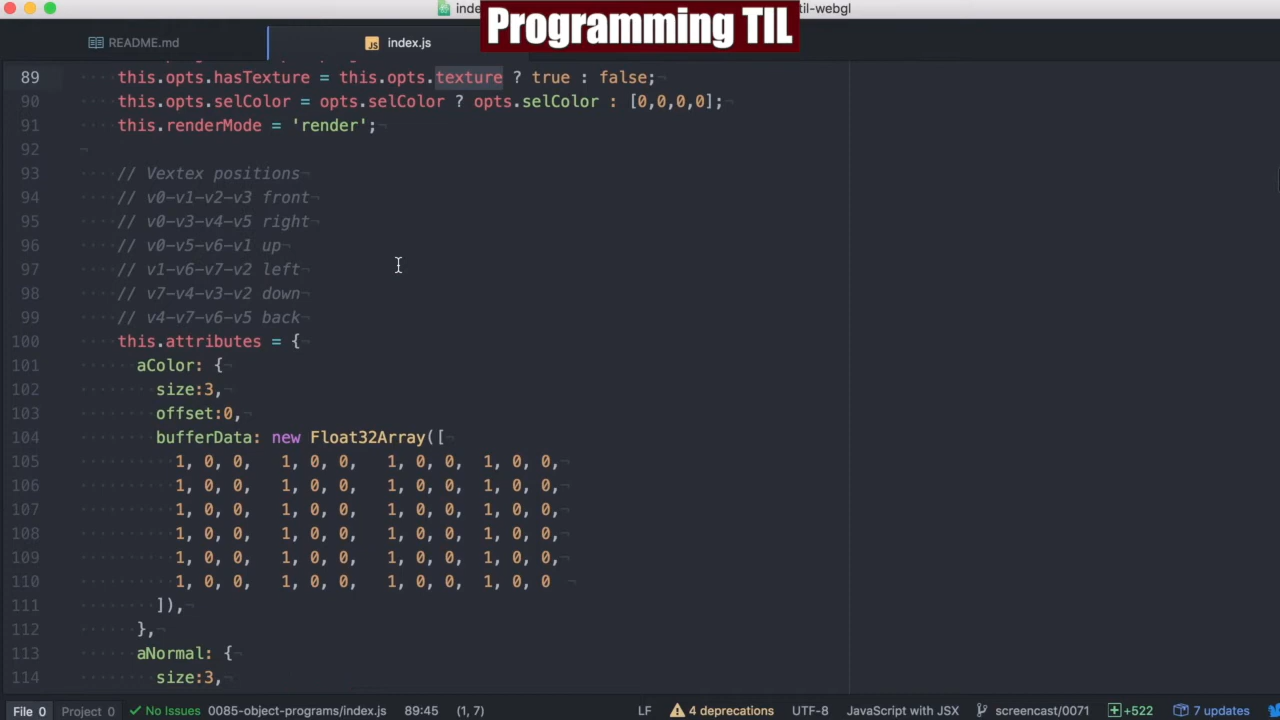 inde
til-webgl
Programming TIL
README.md
index.js
89 this.opts.hasTexture = this.opts.texture ? true : false;
90 this.opts.selColor = opts.selColor ? opts.selColor : [0,0,0,0];
91 this.renderMode = 'render';
92
93 // Vextex positions
94 // v0-v1-v2-v3 front
95 // v0-v3-v4-v5 right
96 // v0-v5-v6-v1 up
97 // v1-v6-v7-v2 left
98 // v7-v4-v3-v2 down
99 // v4-v7-v6-v5 back
100 this.attributes = {
101 aColor: {
102 size:3,
103 offset:0,
104 bufferData: new Float32Array([
105 1, 0, 0, 1, 0, 0, 1, 0, 0, 1, 0, 0,
106 1, 0, 0, 1, 0, 0, 1, 0, 0, 1, 0, 0,
107 1, 0, 0, 1, 0, 0, 1, 0, 0, 1, 0, 0,
108 1, 0, 0, 1, 0, 0, 1, 0, 0, 1, 0, 0,
109 1, 0, 0, 1, 0, 0, 1, 0, 0, 1, 0, 0,
110 1, 0, 0, 1, 0, 0, 1, 0, 0, 1, 0, 0
111 ]),
112 },
113 aNormal: {
114 size:3,
File 0 Project 0 No Issues 0085-object-programs/index.js 89:45 (1, 7) LF 4 deprecations UTF-8 JavaScript with JSX screencast/0071 +522 7 updates